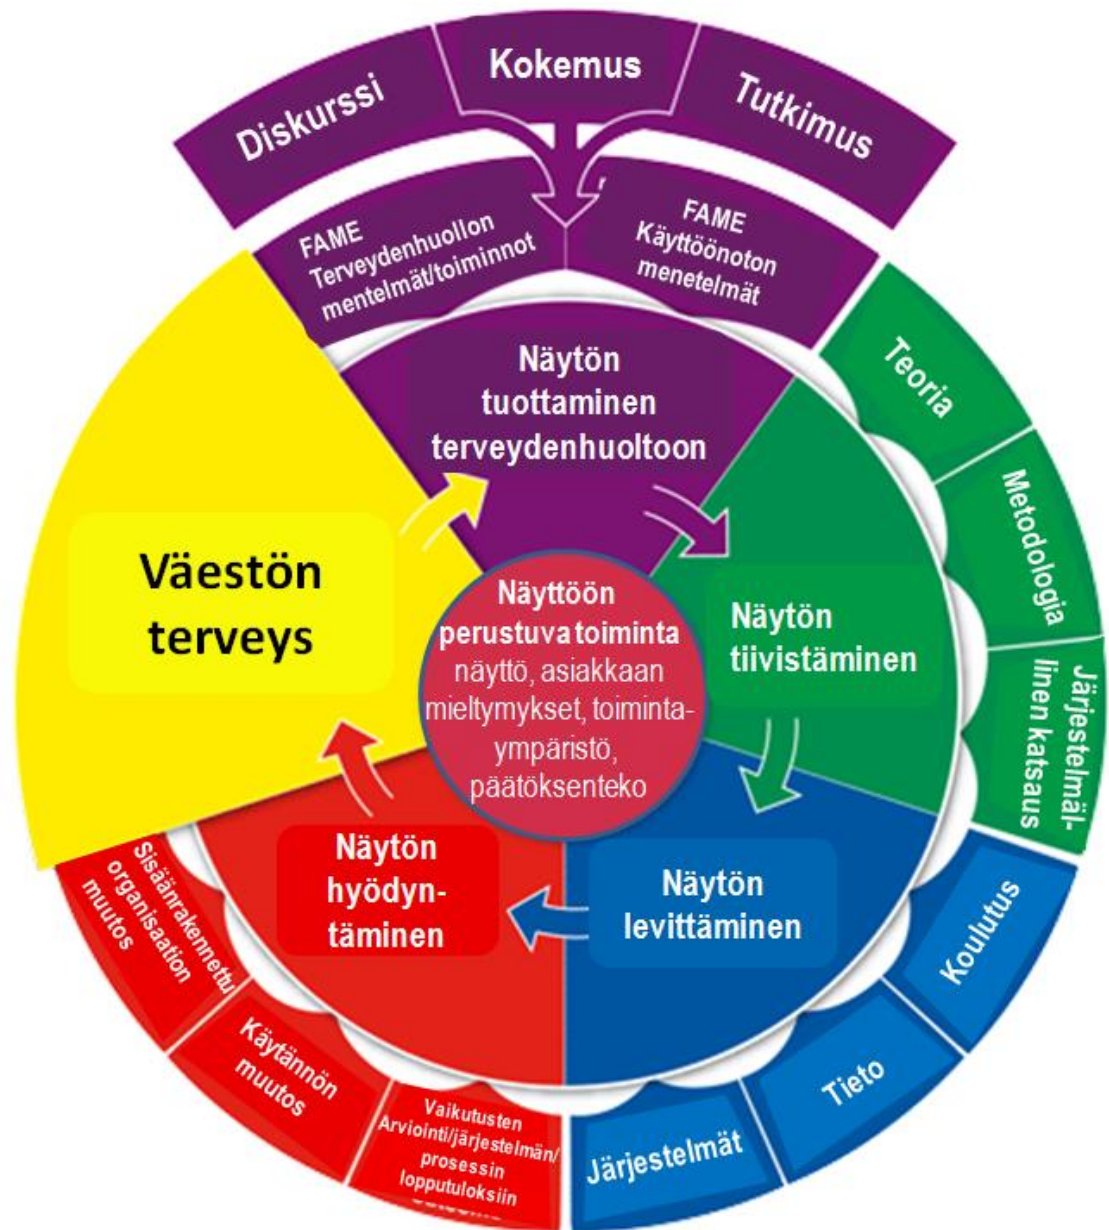 Diskurssi
Kokemus
Tutkimus
FAME
Terveydenhuollon
mentelmät/toiminnot
FAME
Käyttöönoton
menetelmät
Näytön
tuottaminen
terveydenhuoltoon
Teoria
Metodologia
Järjestelmäl-
linen katsaus
Näytön
tiivistäminen
Väestön
terveys
Näyttöön
perustuva toiminta
näyttö, asiakkaan
mieltymykset, toiminta-
ympäristö,
päätöksenteko
Näytön
levittäminen
Koulutus
Tieto
Järjestelmät
Näytön
hyödyn-
täminen
Vaikutusten
Arviointi/järjestelmän/
prosessin
lopputuloksiin
Käytännön
muutos
Sisäänrakennettu
organisaation
muutos